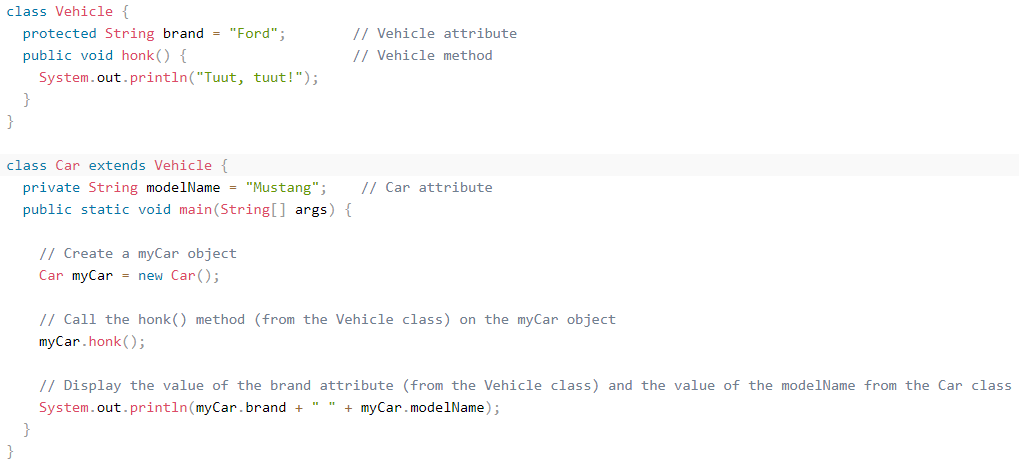 class Vehicle {
  protected String brand = "Ford";        // Vehicle attribute
  public void honk() {                    // Vehicle method
    System.out.println("Tuut, tuut!");
  }
}
class Car extends Vehicle {
  private String modelName = "Mustang";    // Car attribute
  public static void main(String[] args) {
    // Create a myCar object
    Car myCar = new Car();
    // Call the honk() method (from the Vehicle class) on the myCar object
    myCar.honk();
    // Display the value of the brand attribute (from the Vehicle class) and the value of the modelName from the Car class
    System.out.println(myCar.brand + " " + myCar.modelName);
  }
}